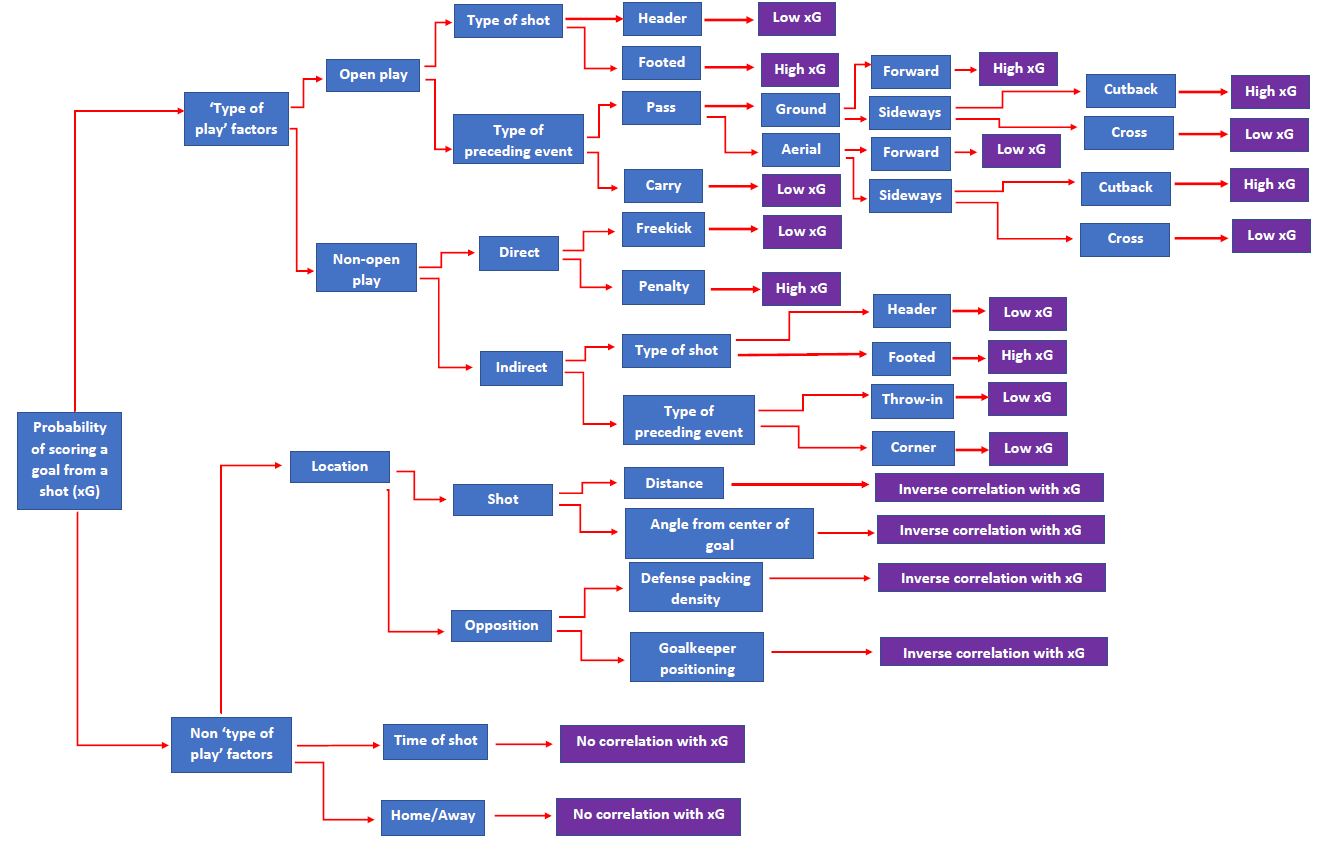 Type of shot
Header
Low xG
Open play
Footed
High xG
Forward
High xG
‘Type of
play’ factors
Type of
preceding event
Pass
Ground
Sideways
Cutback
High xG
Cross
Low xG
Aerial
Forward
Low xG
Sideways
Cutback
High xG
Cross
Low xG
Carry
Low xG
Non-open
play
Direct
Freekick
Low xG
Penalty
High xG
Indirect
Type of shot
Header
Low xG
Footed
High xG
Type of
preceding event
Throw-in
Low xG
Corner
Low xG
Probability
of scoring a
goal from a
shot (xG)
Location
Shot
Distance
Inverse correlation with xG
Angle from center of
goal
Inverse correlation with xG
Opposition
Defense packing
density
Inverse correlation with xG
Goalkeeper
positioning
Inverse correlation with xG
Non ‘type of
play’ factors
Time of shot
No correlation with xG
Home/Away
No correlation with xG